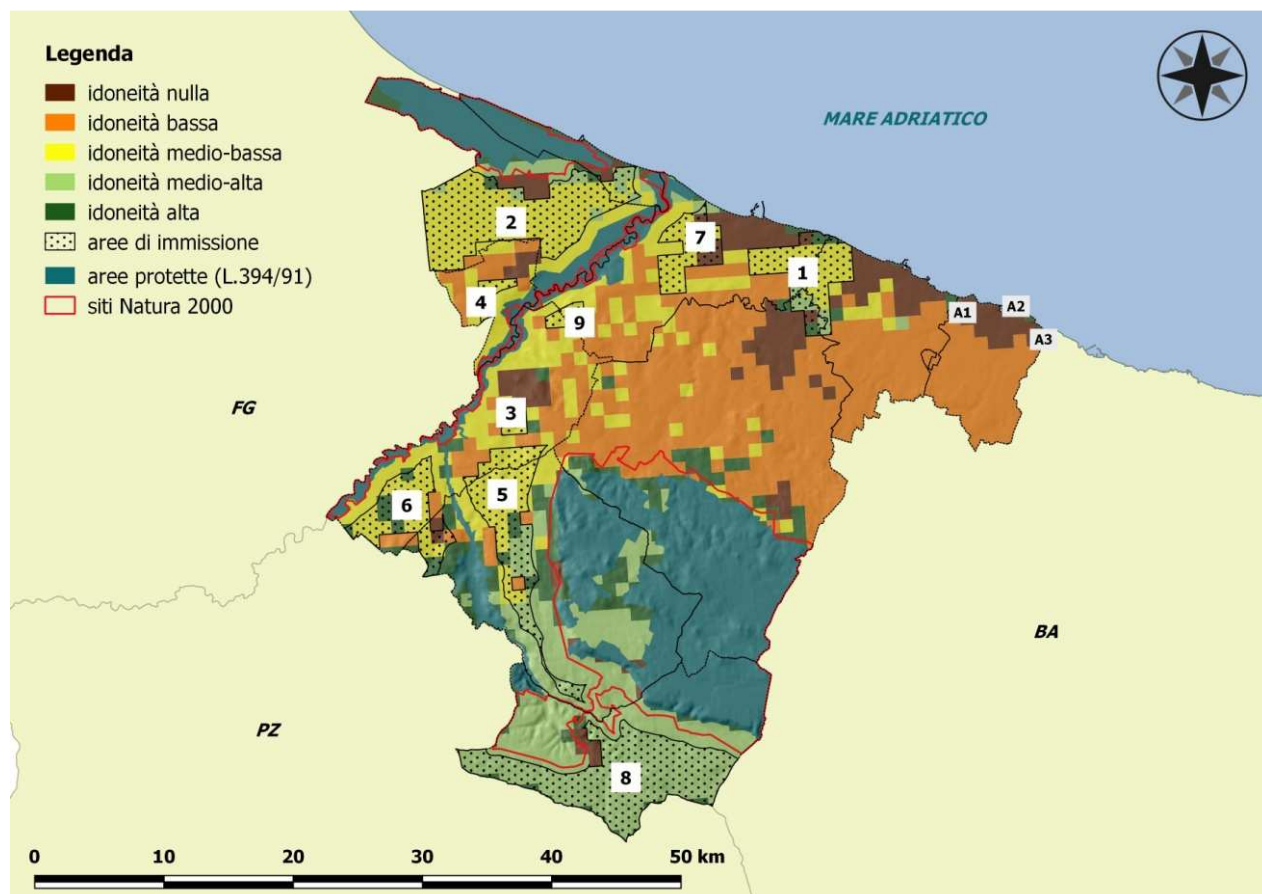 Legenda
idoneità nulla
idoneità bassa
idoneità medio-bassa
idoneità medio-alta
idoneità alta
aree di immissione
aree protette (L.394/91)
siti Natura 2000
MARE ADRIATICO
2
7
1
4
9
A1
A2
A3
FG
3
5
6
BA
PZ
8
0 10 20 30 40 50 km